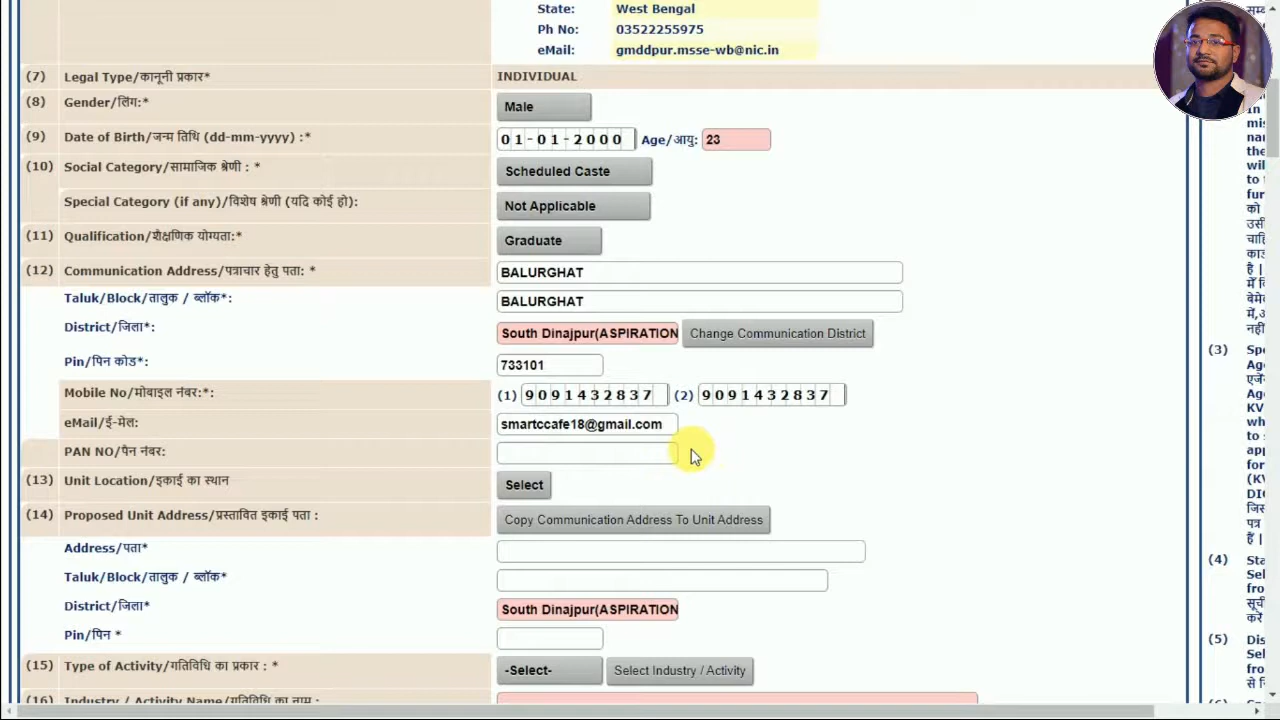 State: West Bengal
Ph No: 03522255975
eMail: gmddpur.msse-wb@nic.in
(7) Legal Type/कानूनी प्रकार* INDIVIDUAL
(8) Gender/लिंग:* Male
(9) Date of Birth/जन्म तिथि (dd-mm-yyyy) :* 01-01-2000 Age/आयु: 23
(10) Social Category/सामाजिक श्रेणी : * Scheduled Caste
Special Category (if any)/विशेष श्रेणी (यदि कोई हो): Not Applicable
(11) Qualification/शैक्षणिक योग्यता:* Graduate
(12) Communication Address/पत्राचार हेतु पता: * BALURGHAT
Taluk/Block/तालुक / ब्लॉक*: BALURGHAT
District/जिला*: South Dinajpur(ASPIRATION Change Communication District
Pin/पिन कोड*: 733101
Mobile No/मोबाइल नंबर:*: (1) 9091432837 (2) 9091432837
eMail/ई-मेल: smartccafe18@gmail.com
PAN NO/पैन नंबर:
(13) Unit Location/इकाई का स्थान Select
(14) Proposed Unit Address/प्रस्तावित इकाई पता : Copy Communication Address To Unit Address
Address/पता*
Taluk/Block/तालुक / ब्लॉक*
District/जिला* South Dinajpur(ASPIRATION
Pin/पिन *
(15) Type of Activity/गतिविधि का प्रकार : * -Select- Select Industry / Activity
(16) Industry / Activity Name/गतिविधि का नाम :
(3)
(4)
(5)